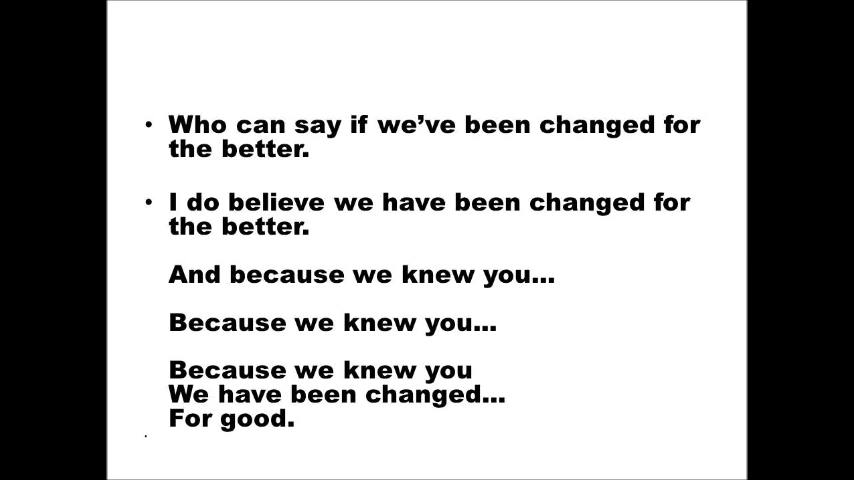 • Who can say if we’ve been changed for
the better.
• I do believe we have been changed for
the better.
And because we knew you...
Because we knew you...
Because we knew you
We have been changed...
For good.
•